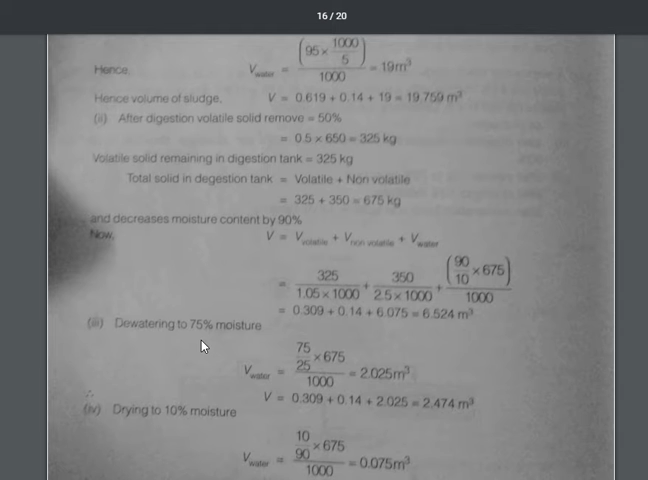 16 / 20
Hence, V_water = (95 × 1000/5)/1000 = 19m³
Hence volume of sludge, V = 0.619 + 0.14 + 19 = 19.759 m³
(ii) After digestion volatile solid remove = 50%
= 0.5 × 650 = 325 kg
Volatile solid remaining in digestion tank = 325 kg
Total solid in degestion tank = Volatile + Non volatile
= 325 + 350 = 675 kg
and decreases moisture content by 90%
Now, V = V_volatile + V_non volatile + V_water
= 325/(1.05 × 1000) + 350/(2.5 × 1000) + (90/10 × 675)/1000
= 0.309 + 0.14 + 6.075 = 6.524 m³
(iii) Dewatering to 75% moisture
V_water = (75/25 × 675)/1000 = 2.025m³
∴ V = 0.309 + 0.14 + 2.025 = 2.474 m³
(iv) Drying to 10% moisture
V_water = (10/90 × 675)/1000 = 0.075m³